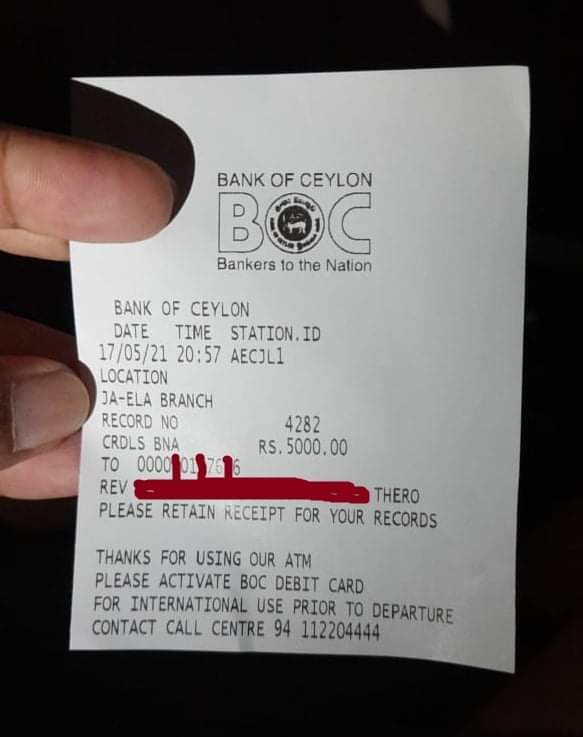 BANK OF CEYLON
BOC
Bankers to the Nation
BANK OF CEYLON
DATE TIME STATION.ID
17/05/21 20:57 AECJL1
LOCATION
JA-ELA BRANCH
RECORD NO 4282
CRDLS BNA RS.5000.00
TO
REV THERO
PLEASE RETAIN RECEIPT FOR YOUR RECORDS
THANKS FOR USING OUR ATM
PLEASE ACTIVATE BOC DEBIT CARD
FOR INTERNATIONAL USE PRIOR TO DEPARTURE
CONTACT CALL CENTRE 94 112204444